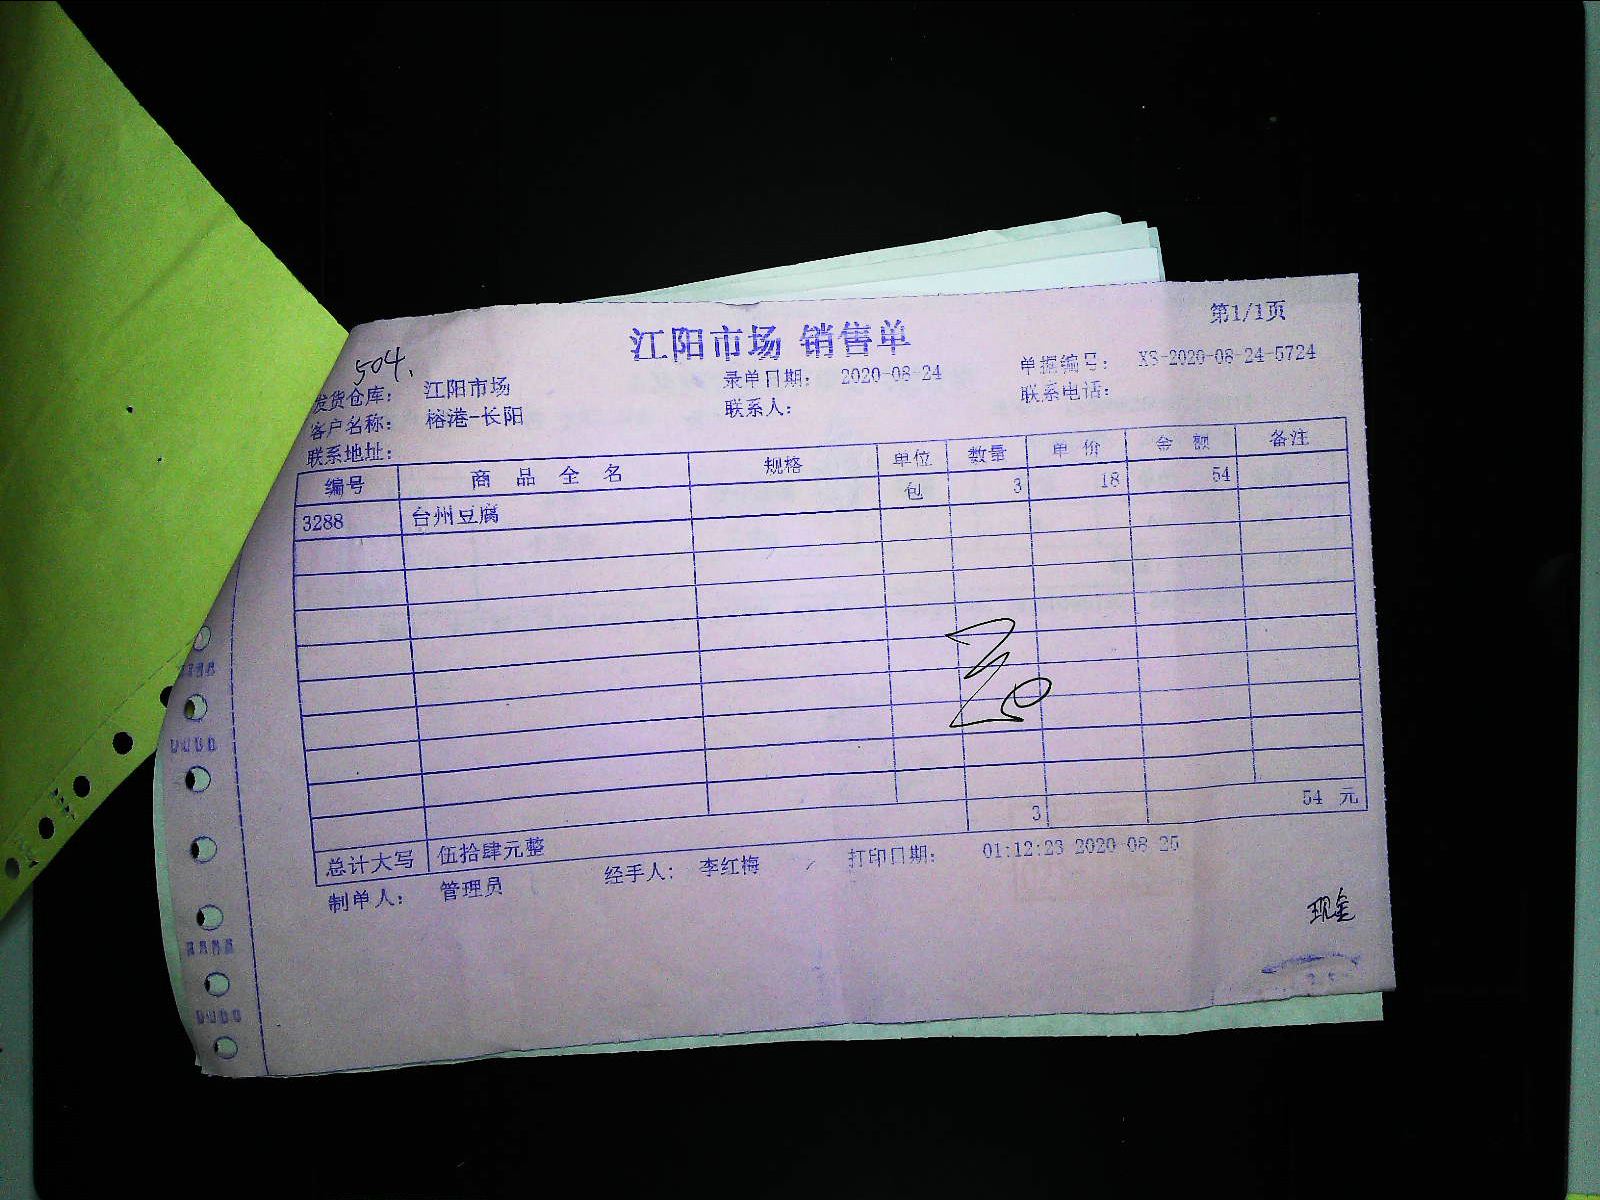 第1/1页
江阳市场 销售单
504.
发货仓库: 江阳市场 录单日期: 2020-08-24 单据编号: XS-2020-08-24-5724
客户名称: 榕港-长阳 联系人: 联系电话:
联系地址:
编号 商 品 全 名 规格 单位 数量 单 价 金 额 备注
3288 台州豆腐 包 3 18 54
3 54 元
总计大写 伍拾肆元整
制单人: 管理员 经手人: 李红梅 打印日期: 01:12:23 2020-08-25
现金